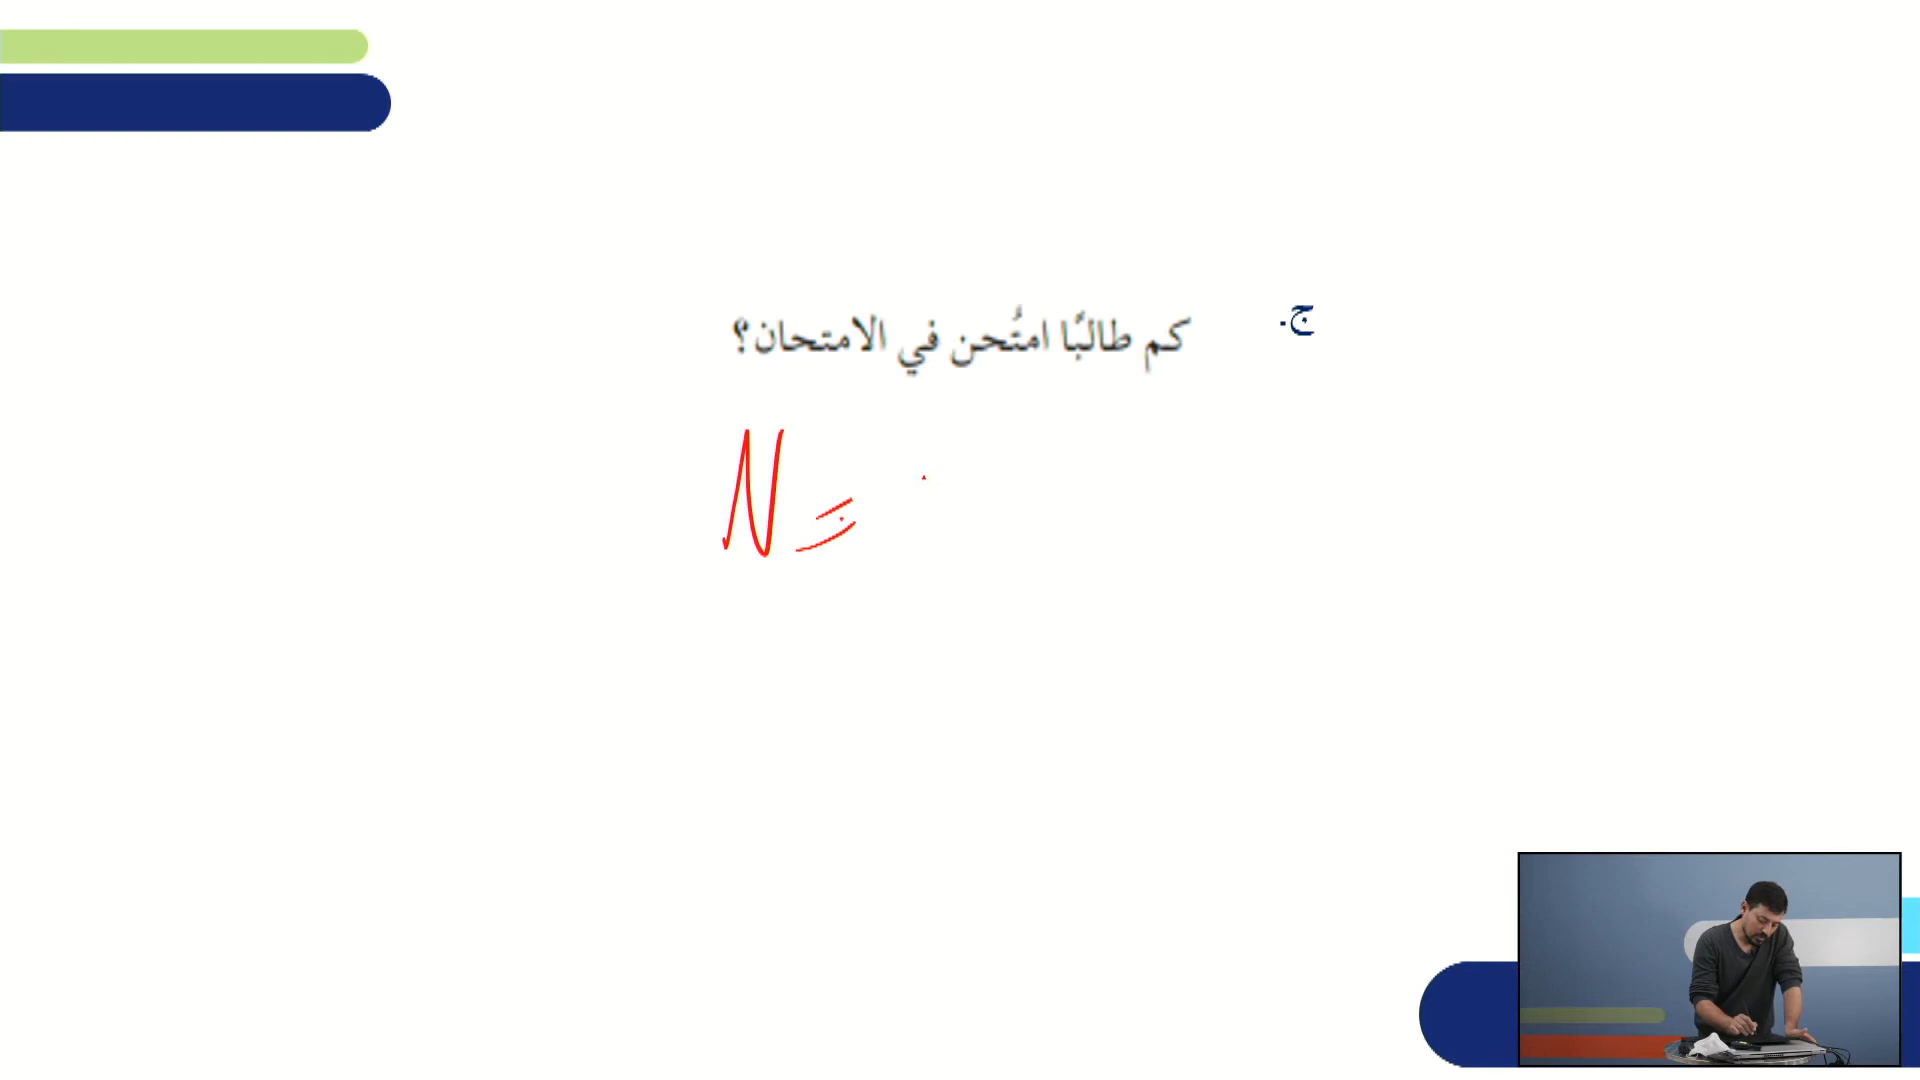 ج. كم طالبًا امتُحن في الامتحان؟
N =